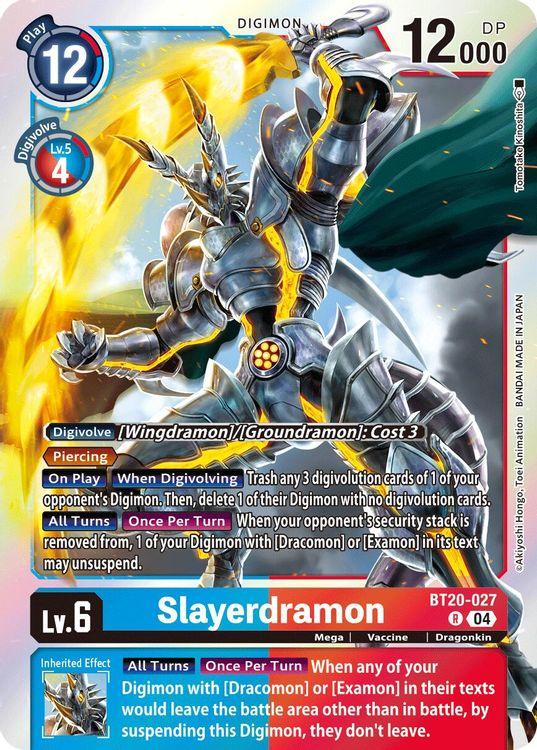 DIGIMON
Play
12
DP
12000
Digivolve
Lv.5
4
Tomotake Kinoshita
©Akiyoshi Hongo, Toei Animation BANDAI MADE IN JAPAN
Digivolve [Wingdramon]/[Groundramon]: Cost 3
Piercing
On Play When Digivolving Trash any 3 digivolution cards of 1 of your
opponent's Digimon. Then, delete 1 of their Digimon with no digivolution cards.
All Turns Once Per Turn When your opponent's security stack is
removed from, 1 of your Digimon with [Dracomon] or [Examon] in its text
may unsuspend.
Lv.6
Slayerdramon
BT20-027
R 04
Mega Vaccine Dragonkin
Inherited Effect
All Turns Once Per Turn When any of your
Digimon with [Dracomon] or [Examon] in their texts
would leave the battle area other than in battle, by
suspending this Digimon, they don't leave.